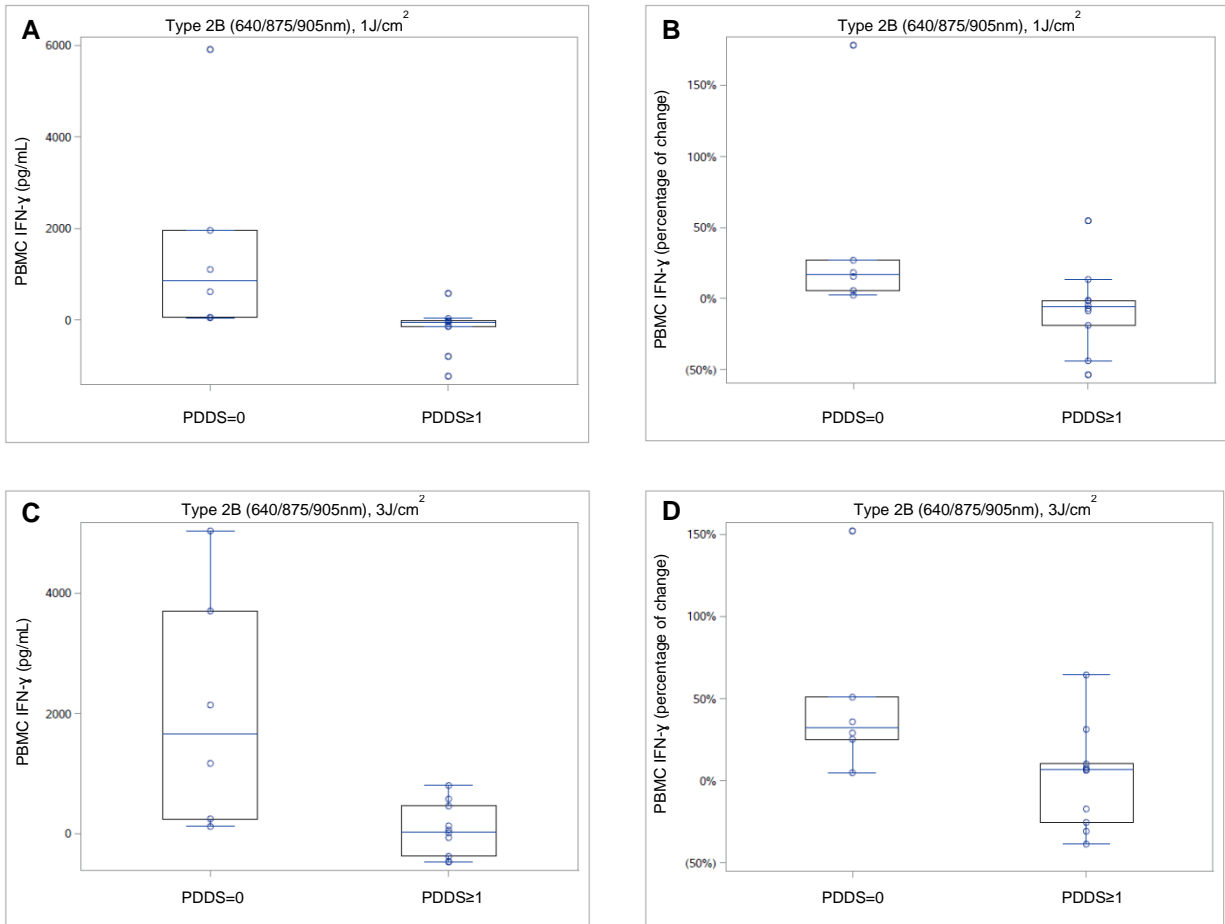 A
Type 2B (640/875/905nm), 1J/cm²
PBMC IFN-γ (pg/mL)
6000
4000
2000
0
PDDS=0
PDDS≥1
B
Type 2B (640/875/905nm), 1J/cm²
PBMC IFN-γ (percentage of change)
150%
100%
50%
0%
(50%)
PDDS=0
PDDS≥1
C
Type 2B (640/875/905nm), 3J/cm²
PBMC IFN-γ (pg/mL)
4000
2000
0
PDDS=0
PDDS≥1
D
Type 2B (640/875/905nm), 3J/cm²
PBMC IFN-γ (percentage of change)
150%
100%
50%
0%
(50%)
PDDS=0
PDDS≥1